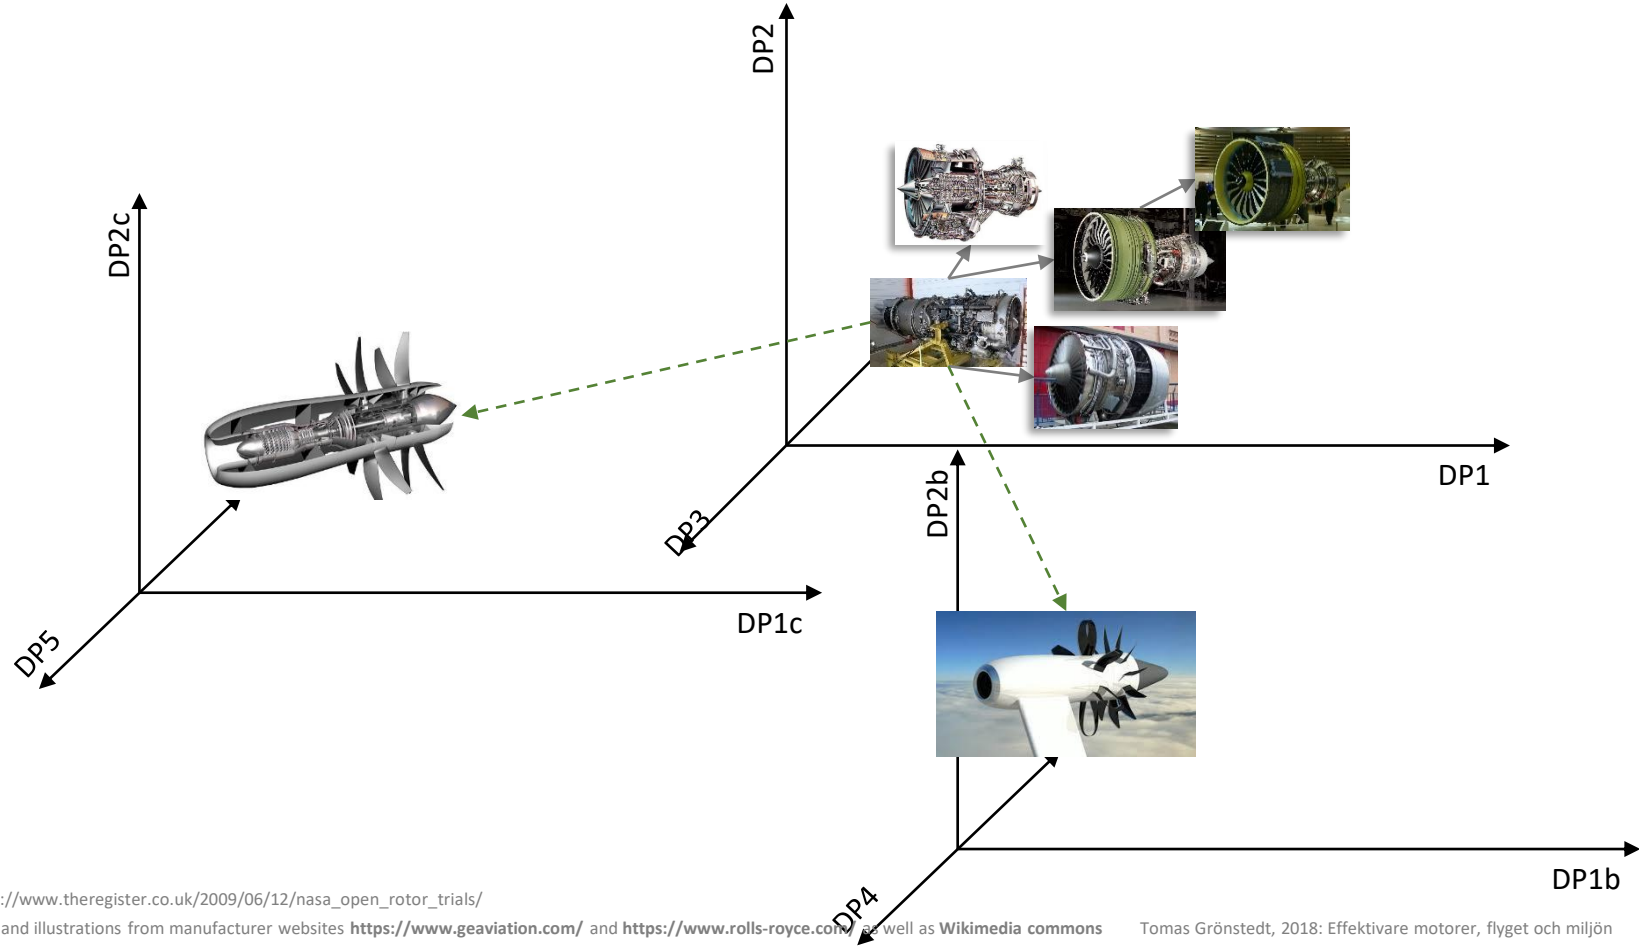 DP2
DP2c
DP1
DP2b
DP3
DP1c
DP5
DP1b
DP4
://www.theregister.co.uk/2009/06/12/nasa_open_rotor_trials/
and illustrations from manufacturer websites https://www.geaviation.com/ and https://www.rolls-royce.com/ as well as Wikimedia commons Tomas Grönstedt, 2018: Effektivare motorer, flyget och miljön